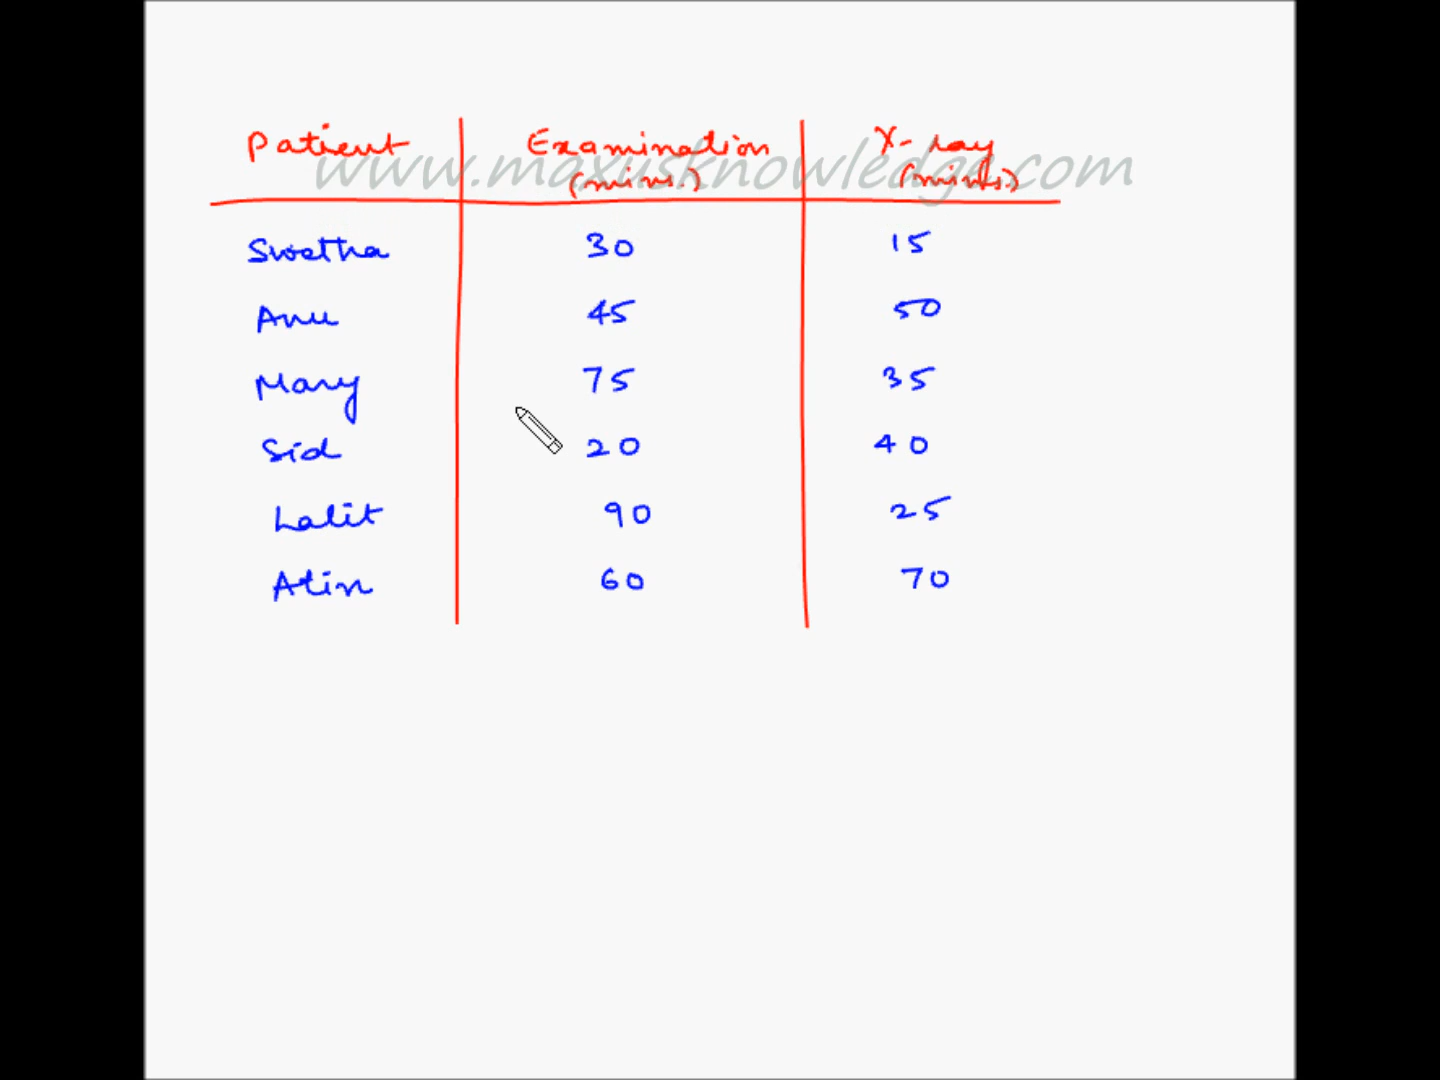 Patient Examination X-ray
(mins.) (mins.)
www.maxusknowledge.com
Swetha 30 15
Anu 45 50
Mary 75 35
Sid 20 40
Lalit 90 25
Atin 60 70